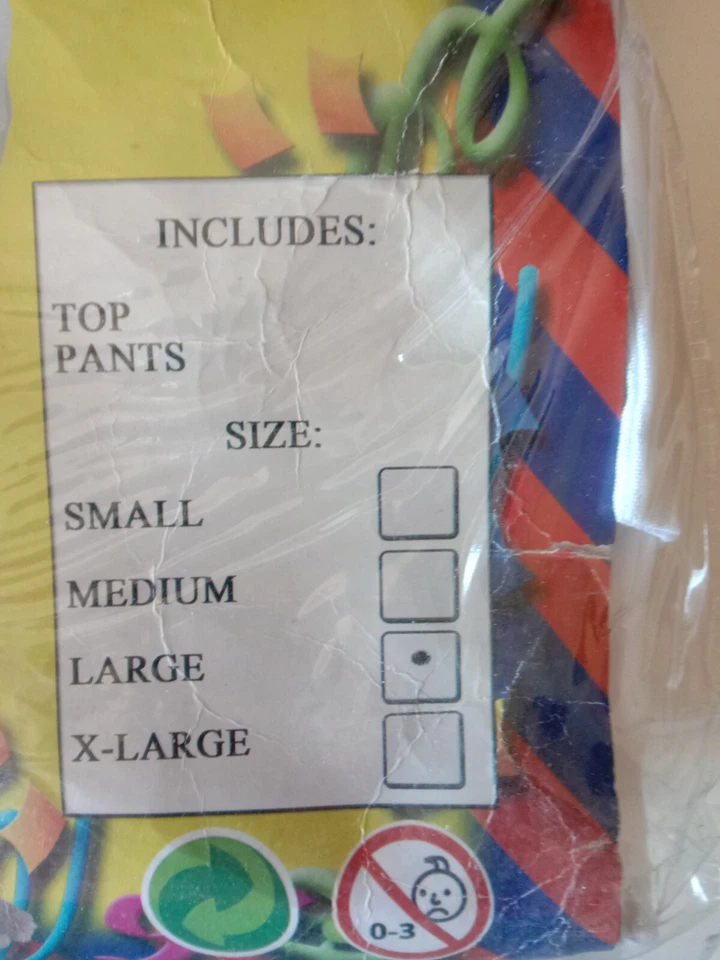 INCLUDES:
TOP
PANTS
SIZE:
SMALL
MEDIUM
LARGE
X-LARGE
0-3